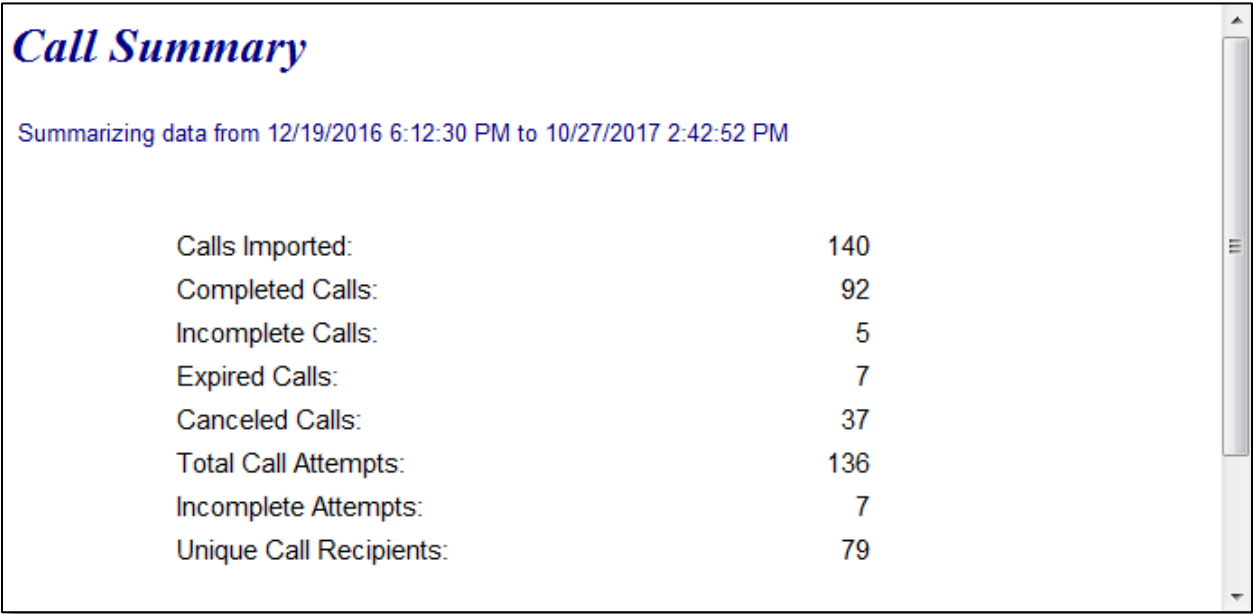 Call Summary
Summarizing data from 12/19/2016 6:12:30 PM to 10/27/2017 2:42:52 PM
Calls Imported: 140
Completed Calls: 92
Incomplete Calls: 5
Expired Calls: 7
Canceled Calls: 37
Total Call Attempts: 136
Incomplete Attempts: 7
Unique Call Recipients: 79